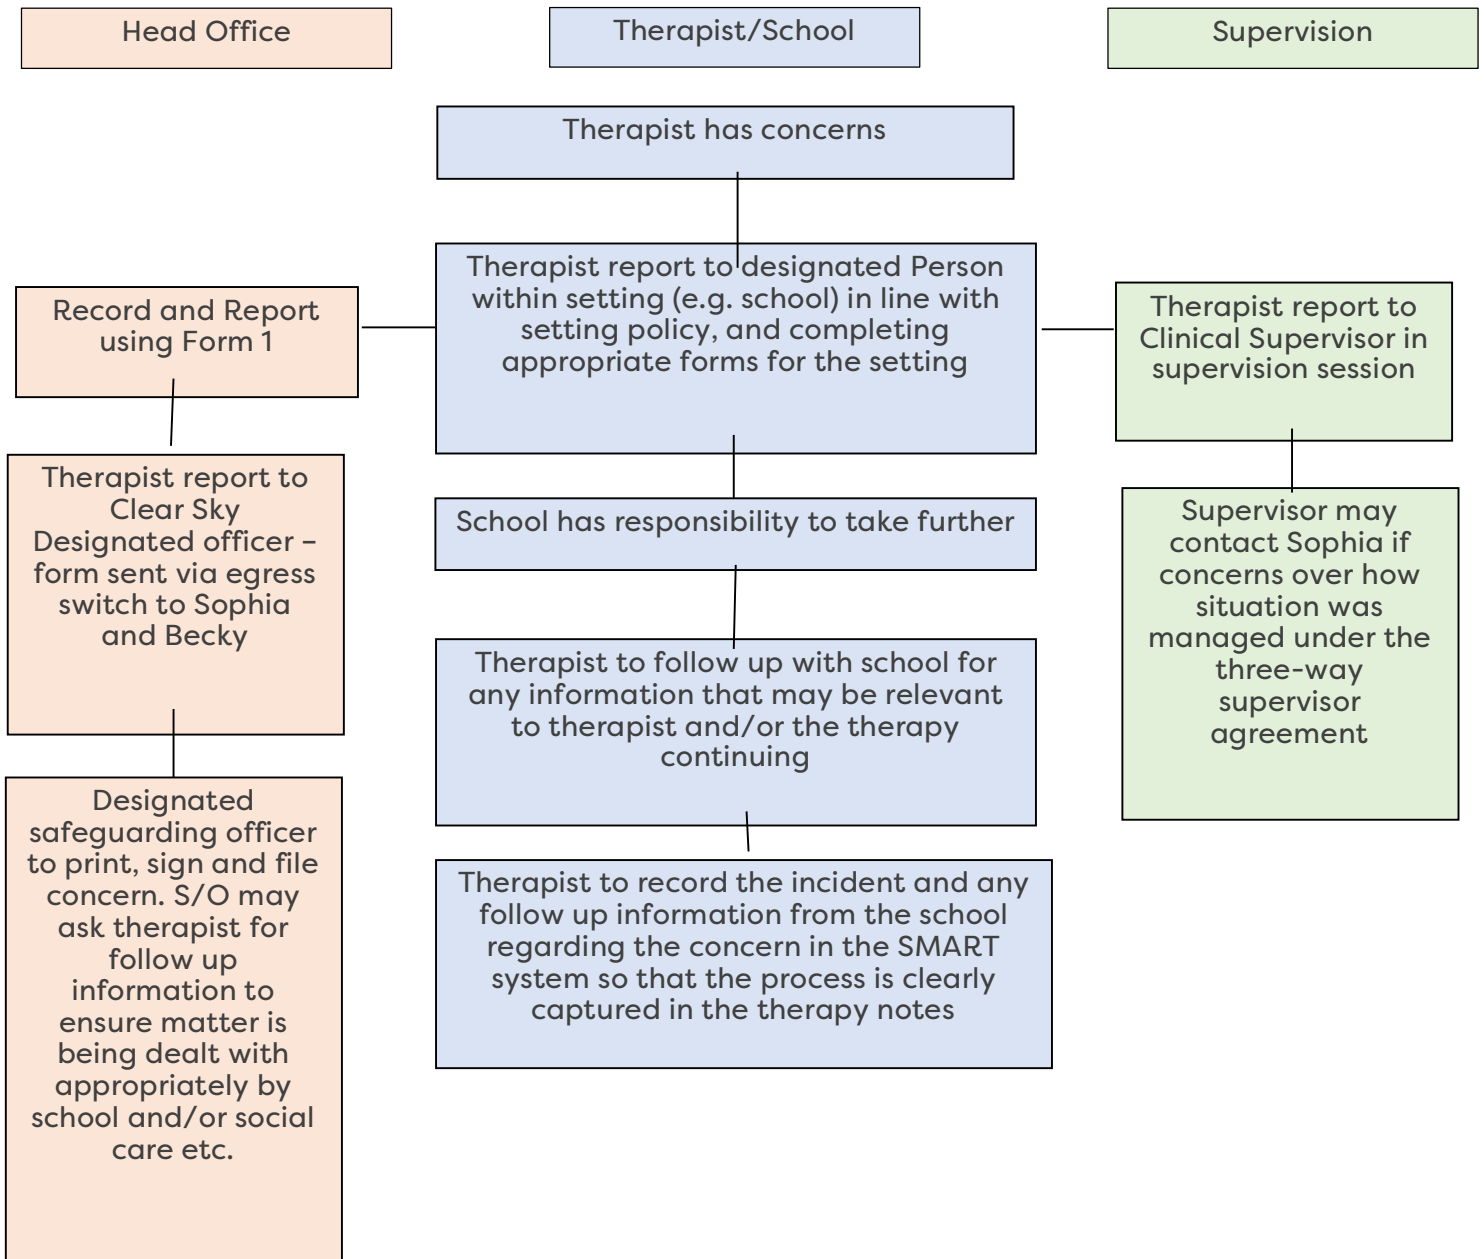 Head Office
Therapist/School
Supervision
Therapist has concerns
Therapist report to designated Person
within setting (e.g. school) in line with
setting policy, and completing
appropriate forms for the setting
Record and Report
using Form 1
Therapist report to
Clear Sky
Designated officer –
form sent via egress
switch to Sophia
and Becky
Designated
safeguarding officer
to print, sign and file
concern. S/O may
ask therapist for
follow up
information to
ensure matter is
being dealt with
appropriately by
school and/or social
care etc.
School has responsibility to take further
Therapist to follow up with school for
any information that may be relevant
to therapist and/or the therapy
continuing
Therapist to record the incident and any
follow up information from the school
regarding the concern in the SMART
system so that the process is clearly
captured in the therapy notes
Therapist report to
Clinical Supervisor in
supervision session
Supervisor may
contact Sophia if
concerns over how
situation was
managed under the
three-way
supervisor
agreement